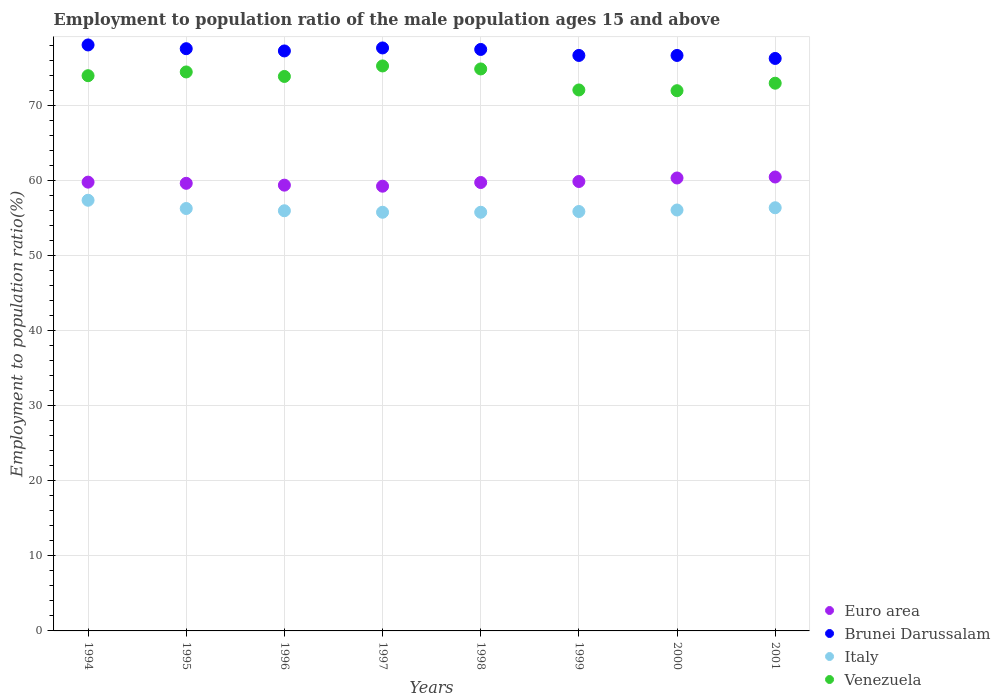 Employment to population ratio of the male population ages 15 and above
Employment to population ratio(%)
70
60
50
40
30
20
10
0
1994
1995
1996
1997
1998
1999
2000
2001
Years
Euro area
Brunei Darussalam
Italy
Venezuela